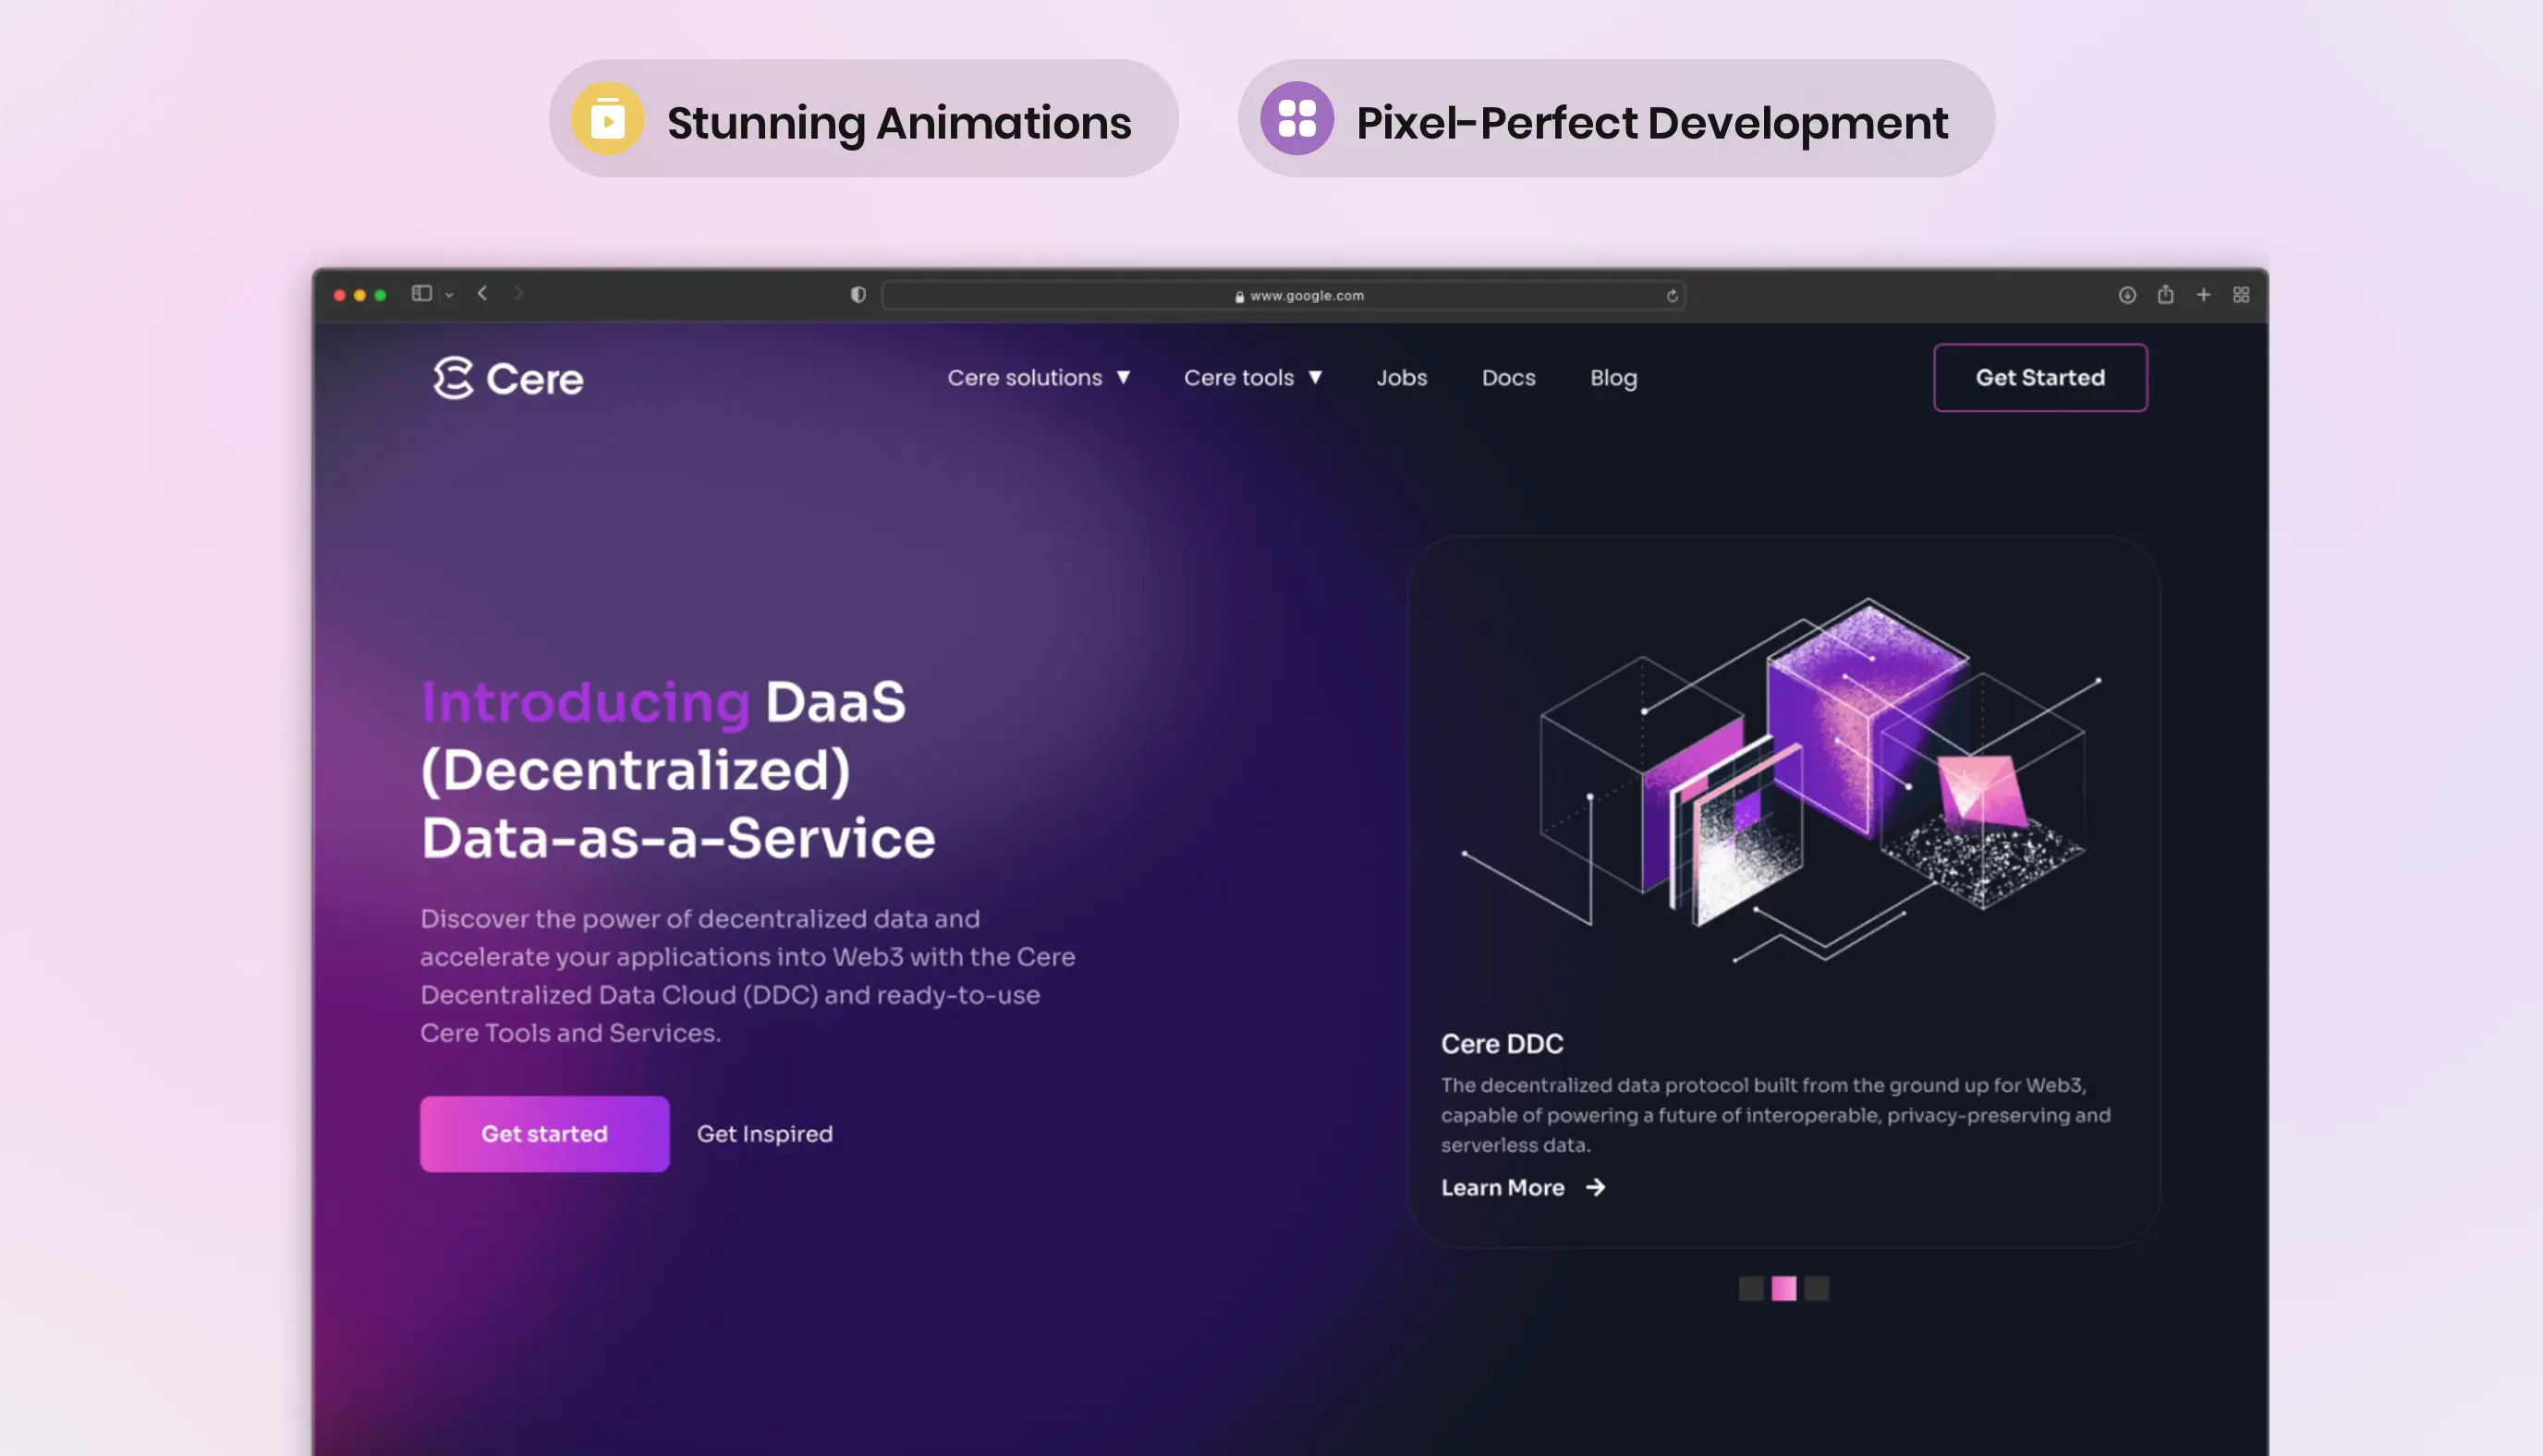 Stunning Animations
Pixel-Perfect Development
www.google.com
Cere
Cere solutions ▼
Cere tools ▼
Jobs
Docs
Blog
Get Started
Introducing DaaS
(Decentralized)
Data-as-a-Service
Discover the power of decentralized data and
accelerate your applications into Web3 with the Cere
Decentralized Data Cloud (DDC) and ready-to-use
Cere Tools and Services.
Get started
Get Inspired
Cere DDC
The decentralized data protocol built from the ground up for Web3,
capable of powering a future of interoperable, privacy-preserving and
serverless data.
Learn More →